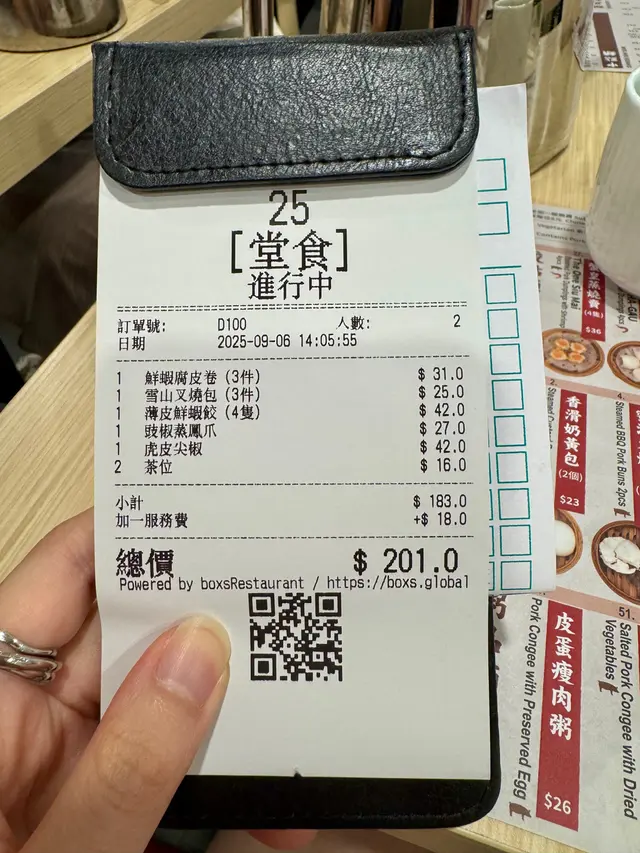 25
[堂食]
進行中
訂單號: D100 人數: 2
日期 2025-09-06 14:05:55
1 鮮蝦腐皮卷 (3件) $ 31.0
1 雪山叉燒包 (3件) $ 25.0
1 薄皮鮮蝦餃 (4隻) $ 42.0
1 豉椒蒸鳳爪 $ 27.0
1 虎皮尖椒 $ 42.0
2 茶位 $ 16.0
小計 $ 183.0
加一服務費 +$ 18.0
總價 $ 201.0
Powered by boxsRestaurant / https://boxs.global
(4隻)
$36
香滑奶黃包
(2個)
$23
4.
Steamed BBQ Pork Buns 2pcs
皮蛋瘦肉粥
$26
Pork Congee with Preserved Egg
51.
Salted Pork Congee with Dried
Vegetables